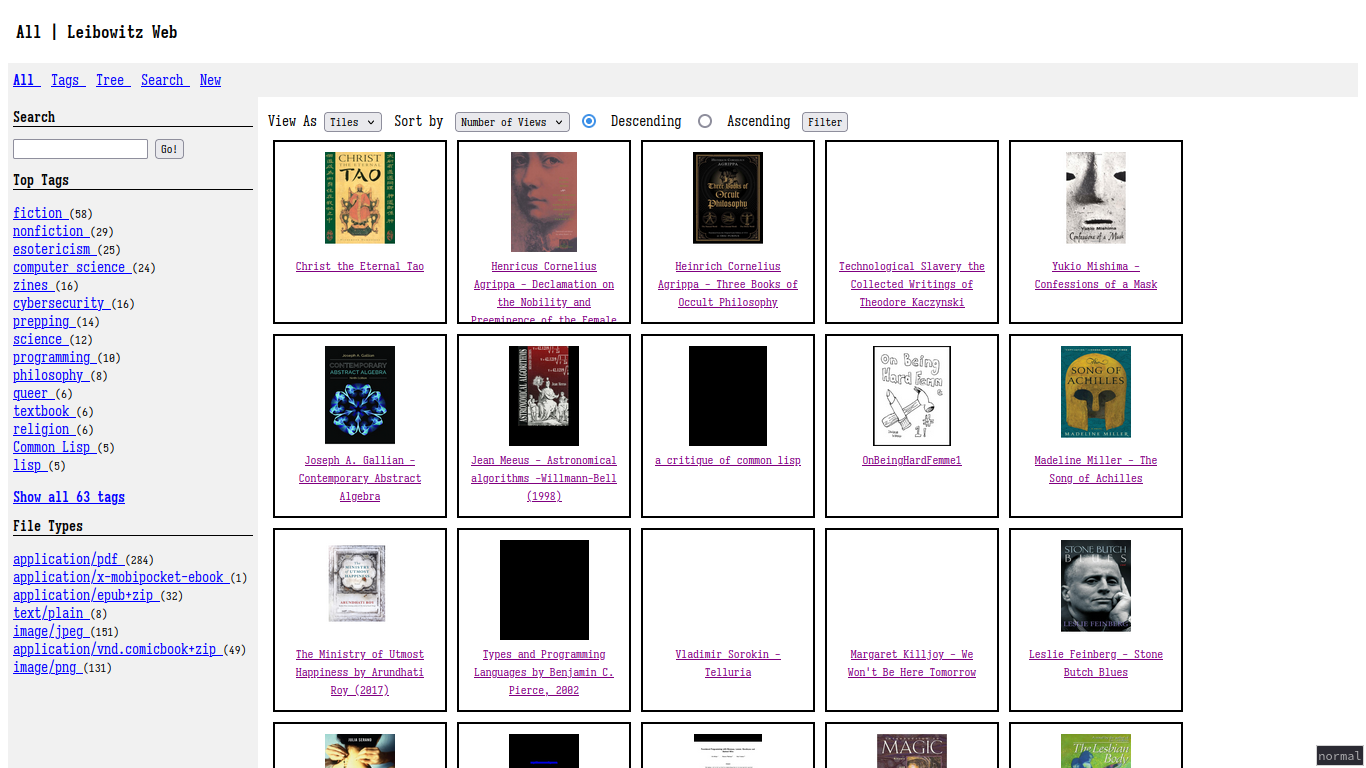 All | Leibowitz Web
All Tags Tree Search New
Search
Go!
Top Tags
fiction (58)
nonfiction (29)
esotericism (25)
computer science (24)
zines (16)
cybersecurity (16)
prepping (14)
science (12)
programming (10)
philosophy (8)
queer (6)
textbook (6)
religion (6)
Common Lisp (5)
lisp (5)
Show all 63 tags
File Types
application/pdf (284)
application/x-mobipocket-ebook (1)
application/epub+zip (32)
text/plain (8)
image/jpeg (151)
application/vnd.comicbook+zip (49)
image/png (131)
View As Tiles Sort by Number of Views Descending Ascending Filter
CHRIST
THE ETERNAL
TAO
Christ the Eternal Tao
Henricus Cornelius
Agrippa - Declamation on
the Nobility and
Preeminence of the Female
AGRIPPA
Three Books of
Occult
Philosophy
Heinrich Cornelius
Agrippa - Three Books of
Occult Philosophy
Technological Slavery the
Collected Writings of
Theodore Kaczynski
Yukio Mishima
Confessions of a Mask
Yukio Mishima -
Confessions of a Mask
Joseph A. Gallian
CONTEMPORARY
ABSTRACT ALGEBRA
Joseph A. Gallian -
Contemporary Abstract
Algebra
ASTRONOMICAL ALGORITHMS
Jean Meeus
Jean Meeus - Astronomical
algorithms -Willmann-Bell
(1998)
a critique of common lisp
On Being
Hard Femme
#1!
OnBeingHardFemme1
The
SONG OF
ACHILLES
MADELINE MILLER
Madeline Miller - The
Song of Achilles
The
MINISTRY
OF UTMOST
HAPPINESS
ARUNDHATI ROY
The Ministry of Utmost
Happiness by Arundhati
Roy (2017)
Types and Programming
Languages by Benjamin C.
Pierce, 2002
Vladimir Sorokin -
Telluria
Margaret Killjoy - We
Won't Be Here Tomorrow
STONE BUTCH
BLUES
LESLIE FEINBERG
Leslie Feinberg - Stone
Butch Blues
JULIA SERANO
MAGIC
The Lesbian
Body
normal